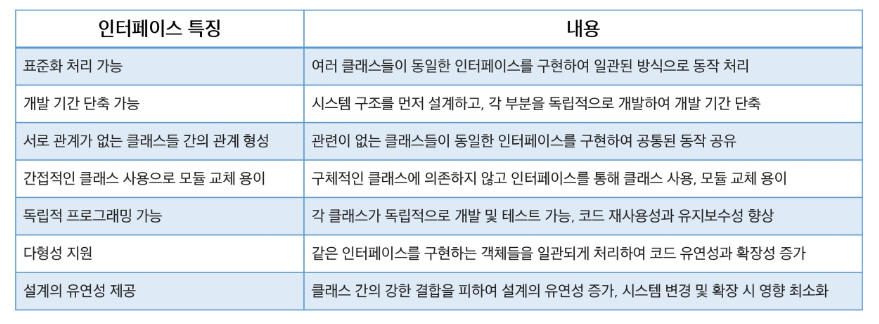 인터페이스 특징 내용
표준화 처리 가능 여러 클래스들이 동일한 인터페이스를 구현하여 일관된 방식으로 동작 처리
개발 기간 단축 가능 시스템 구조를 먼저 설계하고, 각 부분을 독립적으로 개발하여 개발 기간 단축
서로 관계가 없는 클래스들 간의 관계 형성 관련이 없는 클래스들이 동일한 인터페이스를 구현하여 공통된 동작 공유
간접적인 클래스 사용으로 모듈 교체 용이 구체적인 클래스에 의존하지 않고 인터페이스를 통해 클래스 사용, 모듈 교체 용이
독립적 프로그래밍 가능 각 클래스가 독립적으로 개발 및 테스트 가능, 코드 재사용성과 유지보수성 향상
다형성 지원 같은 인터페이스를 구현하는 객체들을 일관되게 처리하여 코드 유연성과 확장성 증가
설계의 유연성 제공 클래스 간의 강한 결합을 피하여 설계의 유연성 증가, 시스템 변경 및 확장 시 영향 최소화